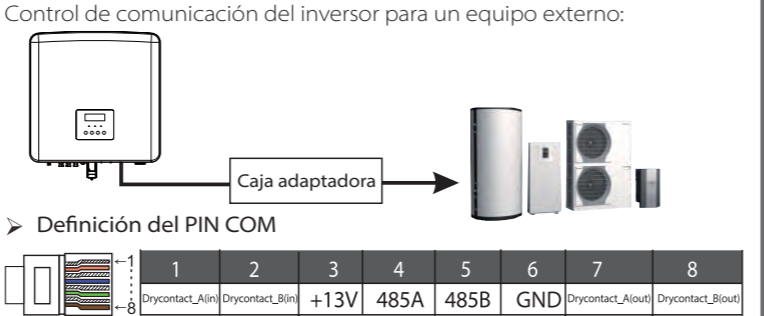 Control de comunicación del inversor para un equipo externo:
Caja adaptadora
➢ Definición del PIN COM
←1
1 2 3 4 5 6 7 8
←8
Drycontact_A(in) Drycontact_B(in) +13V 485A 485B GND Drycontact_A(out) Drycontact_B(out)